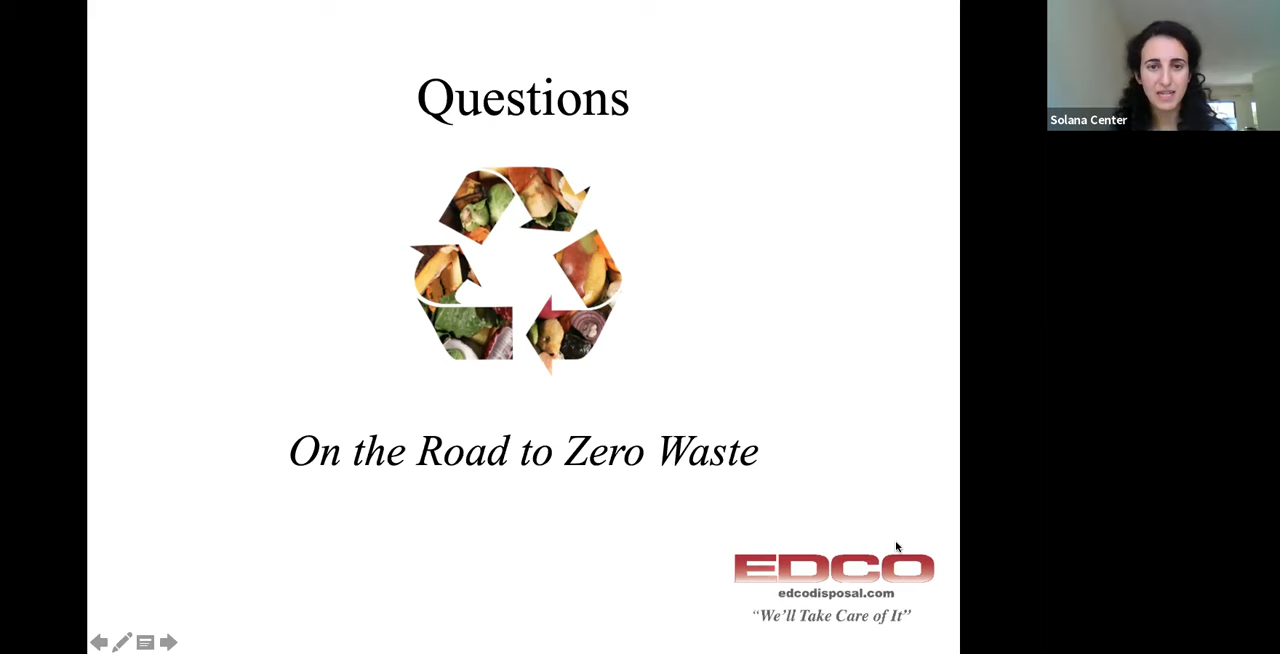 Questions
Solana Center
On the Road to Zero Waste
EDCO
edcodisposal.com
“We’ll Take Care of It”